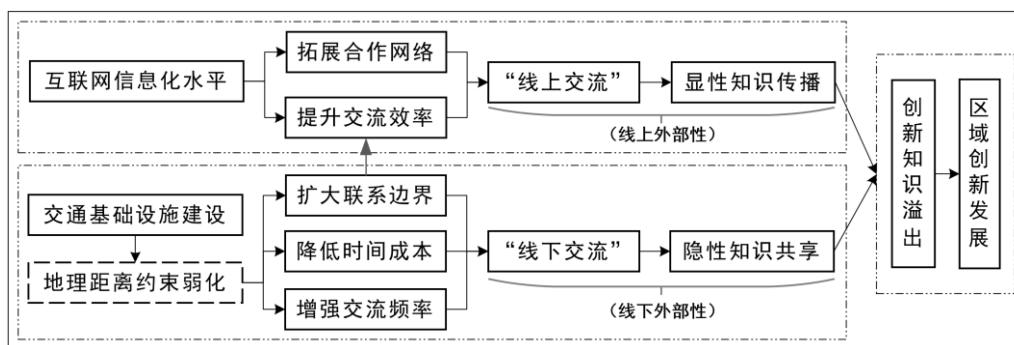 互联网信息化水平
拓展合作网络
提升交流效率
“线上交流”
显性知识传播
（线上外部性）
交通基础设施建设
地理距离约束弱化
扩大联系边界
降低时间成本
增强交流频率
“线下交流”
隐性知识共享
（线下外部性）
创新知识溢出
区域创新发展